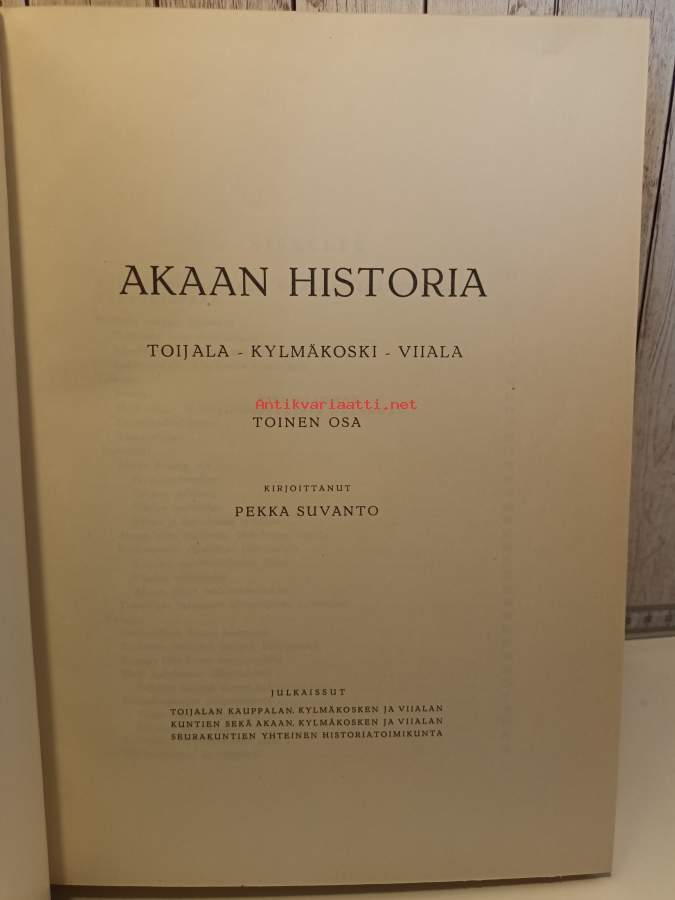 AKAAN HISTORIA
TOIJALA - KYLMÄKOSKI - VIIALA
Antikvariaatti.net
TOINEN OSA
KIRJOITTANUT
PEKKA SUVANTO
JULKAISSUT
TOIJALAN KAUPPALAN, KYLMÄKOSKEN JA VIIALAN
KUNTIEN SEKÄ AKAAN, KYLMÄKOSKEN JA VIIALAN
SEURAKUNTIEN YHTEINEN HISTORIATOIMIKUNTA